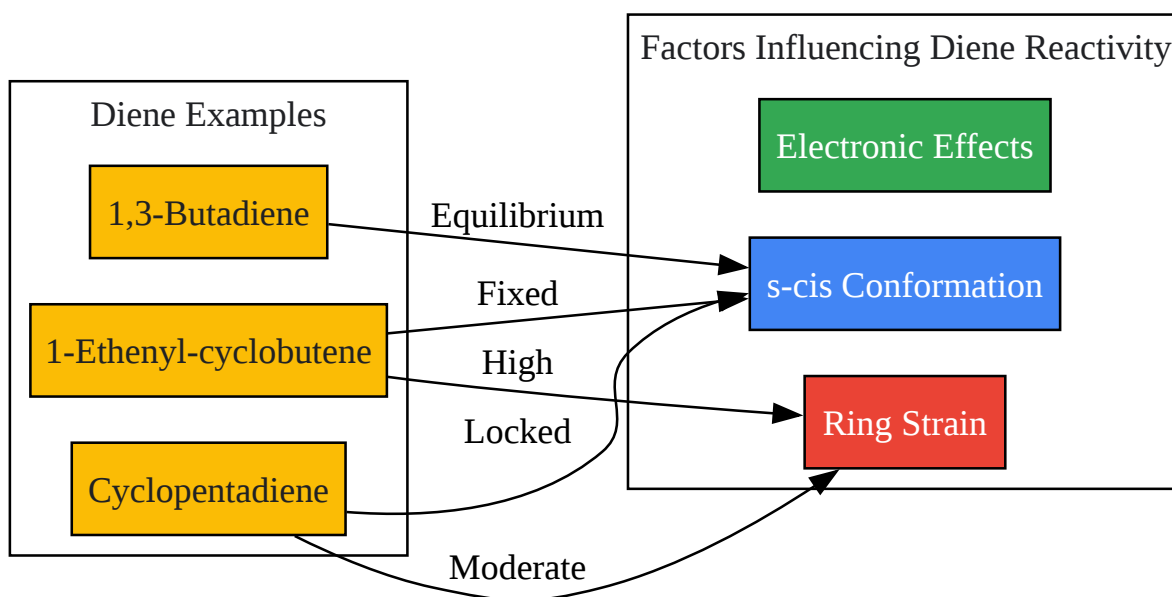 Diene Examples
1,3-Butadiene
1-Ethenyl-cyclobutene
Cyclopentadiene
Equilibrium
Fixed
High
Locked
Moderate
Factors Influencing Diene Reactivity
Electronic Effects
s-cis Conformation
Ring Strain